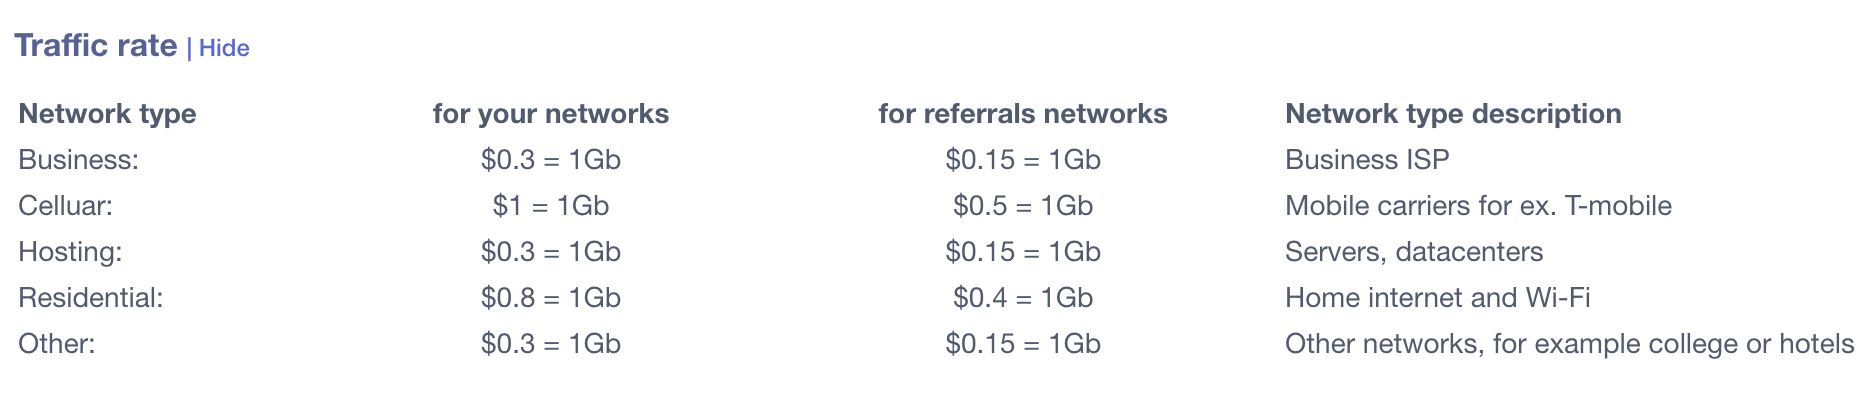 Traffic rate | Hide
Network type for your networks for referrals networks Network type description
Business: $0.3 = 1Gb $0.15 = 1Gb Business ISP
Celluar: $1 = 1Gb $0.5 = 1Gb Mobile carriers for ex. T-mobile
Hosting: $0.3 = 1Gb $0.15 = 1Gb Servers, datacenters
Residential: $0.8 = 1Gb $0.4 = 1Gb Home internet and Wi-Fi
Other: $0.3 = 1Gb $0.15 = 1Gb Other networks, for example college or hotels